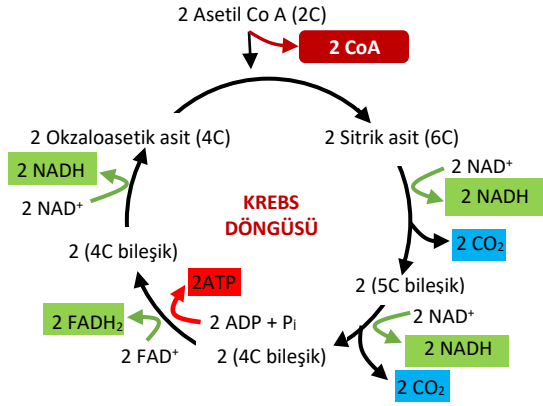 2 Asetil Co A (2C)
2 CoA
2 Okzaloasetik asit (4C)
2 Sitrik asit (6C)
2 NADH
2 NAD⁺
2 NAD⁺
2 NADH
KREBS
DÖNGÜSÜ
2 CO₂
2 (4C bileşik)
2 (5C bileşik)
2ATP
2 FADH₂
2 ADP + Pᵢ
2 NAD⁺
2 FAD⁺
2 (4C bileşik)
2 NADH
2 CO₂